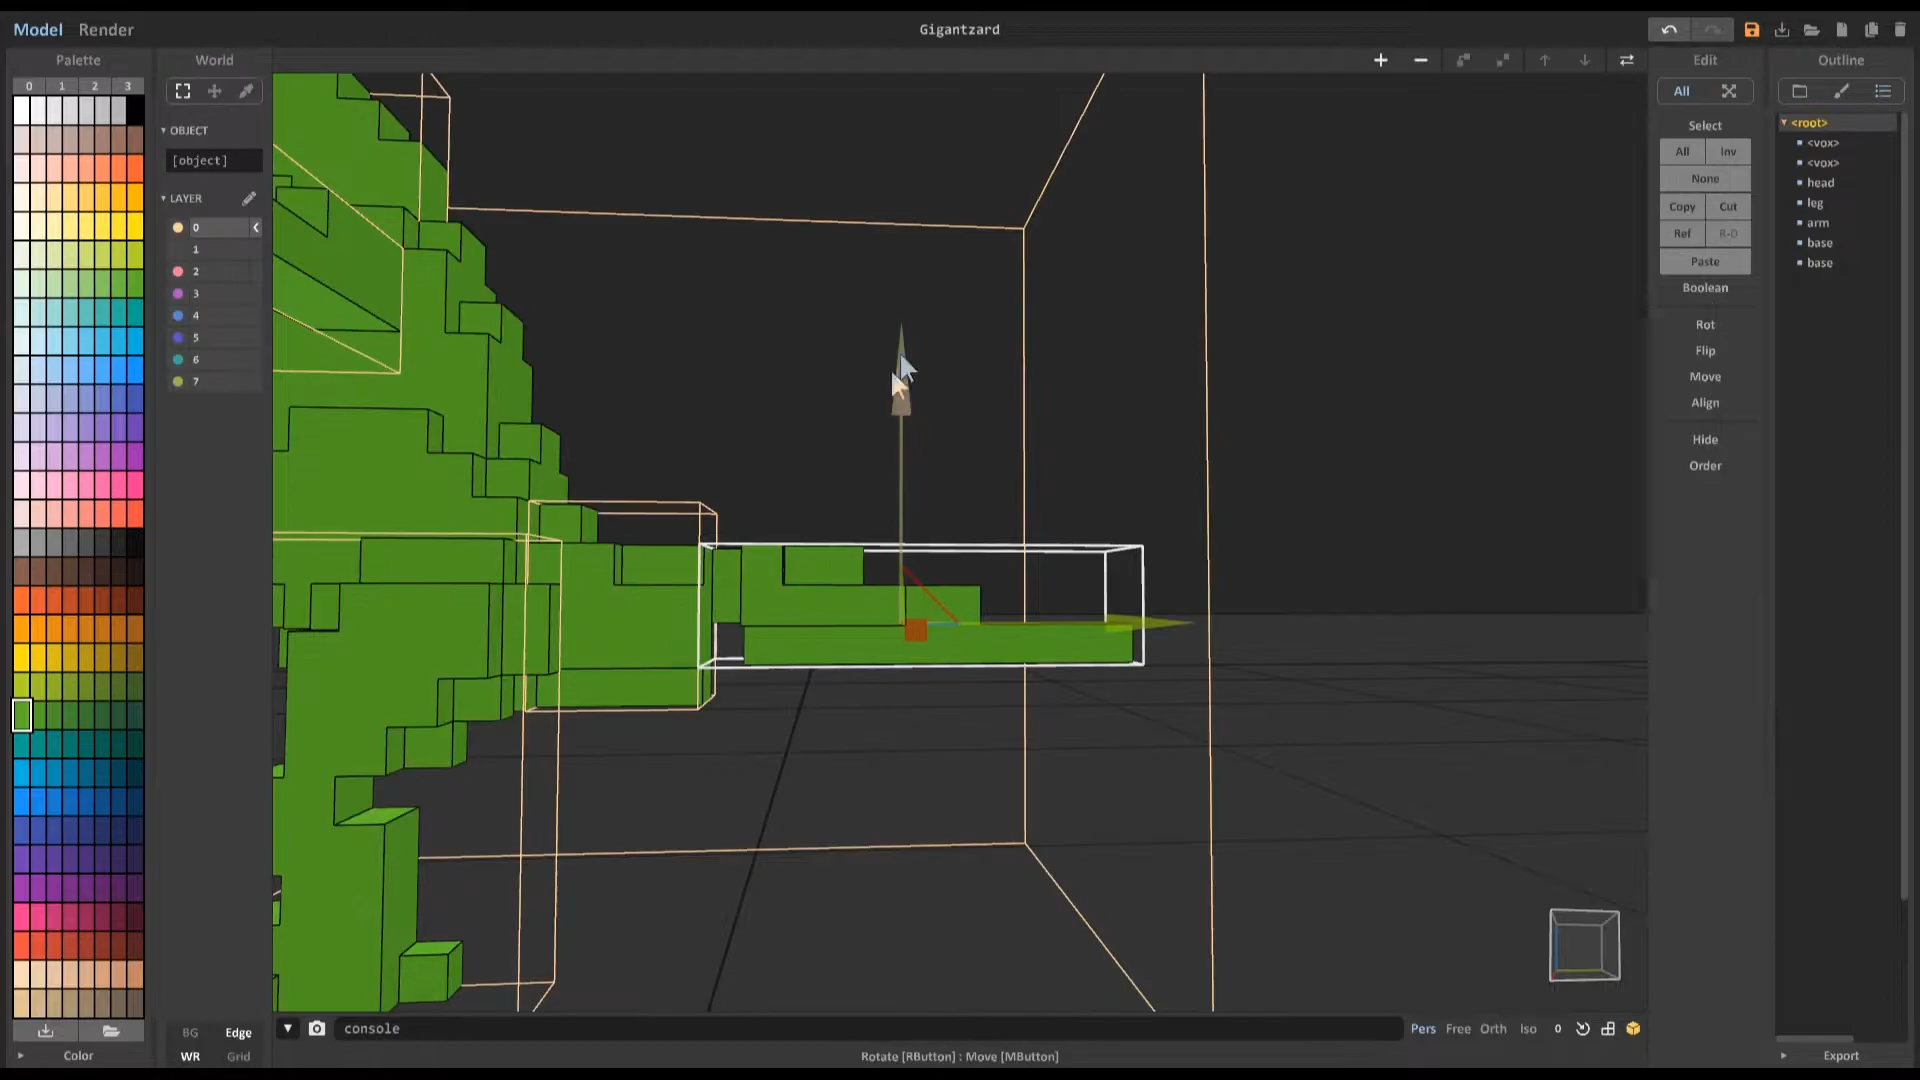 Model Render
Gigantzard
Palette
World
Edit
Outline
0 1 2 3
All
OBJECT
<root>
Select
[object]
<vox>
All Inv
<vox>
None
head
LAYER
Copy Cut
leg
0
arm
1
Ref R-D
base
2
Paste
base
3
Boolean
4
Rot
5
Flip
6
Move
7
Align
Hide
Order
BG Edge
console
Pers Free Orth Iso 0
WR Grid
Color
Rotate [RButton] : Move [MButton]
Export